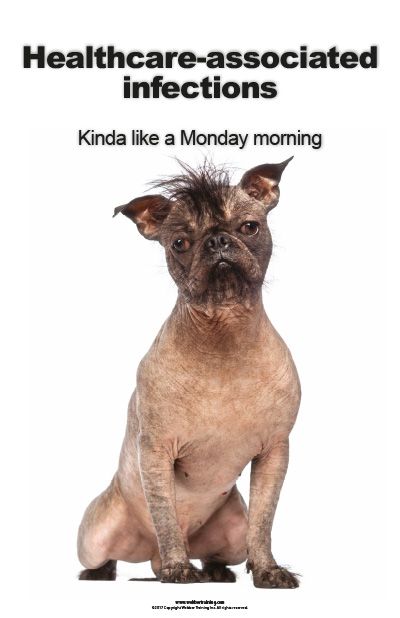 Healthcare-associated
infections
Kinda like a Monday morning
www.webbertraining.com
©2017 Copyright Webber Training Inc. All rights reserved.